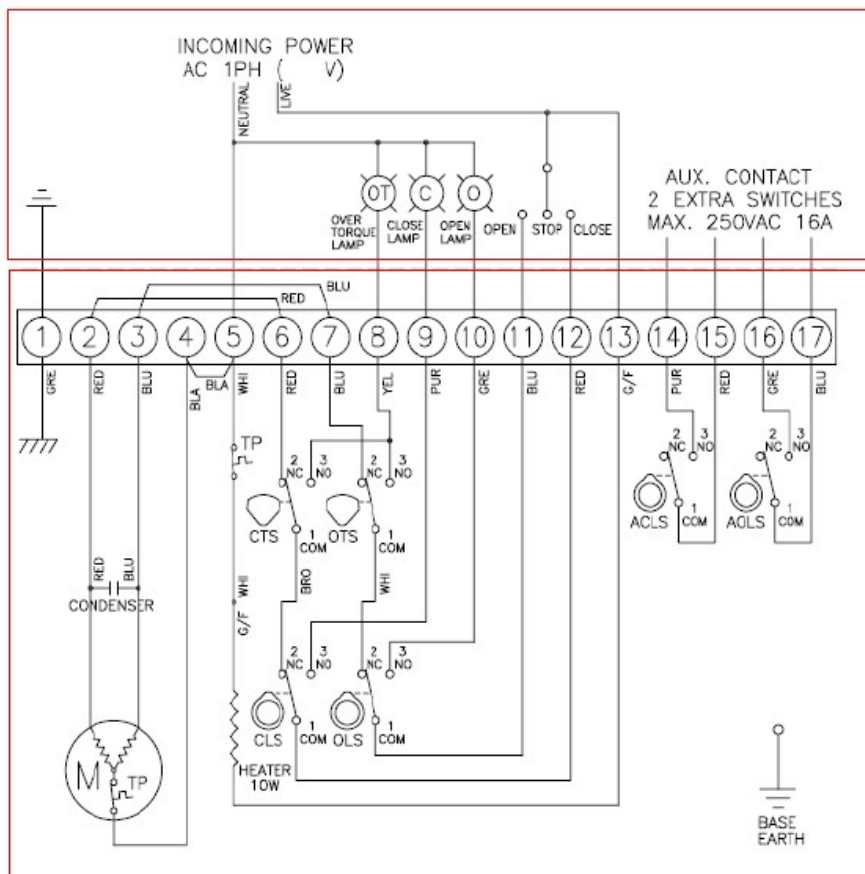 INCOMING POWER
AC 1PH (    V)
NEUTRAL
LIVE
OT
C
O
OVER
TORQUE
LAMP
CLOSE
LAMP
OPEN
LAMP
OPEN
STOP
CLOSE
AUX. CONTACT
2 EXTRA SWITCHES
MAX. 250VAC 16A
BLU
RED
1 2 3 4 5 6 7 8 9 10 11 12 13 14 15 16 17
GRE
RED
BLU
BLA
BLA
WHI
RED
BLU
YEL
PUR
GRE
BLU
RED
G/F
PUR
RED
GRE
BLU
TP
2
NC
3
NO
1
COM
CTS
2
NC
3
NO
1
COM
OTS
2
NC
3
NO
1
COM
ACLS
2
NC
3
NO
1
COM
AOLS
RED
BLU
CONDENSER
WHI
G/F
BRO
WHI
2
NC
3
NO
1
COM
CLS
2
NC
3
NO
1
COM
OLS
M
TP
HEATER
10W
BASE
EARTH